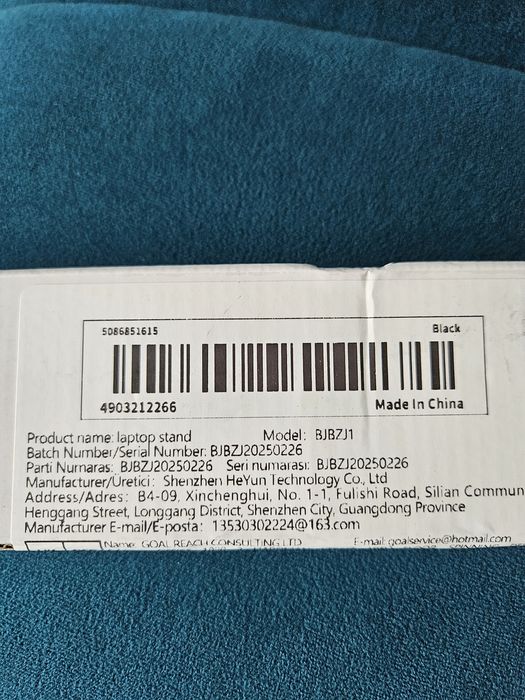 5086851615 Black
4903212266 Made In China
Product name: laptop stand Model: BJBZJ1
Batch Number/Serial Number: BJBZJ20250226
Parti Numaras: BJBZJ20250226 Seri numarası: BJBZJ20250226
Manufacturer/Üretici: Shenzhen HeYun Technology Co., Ltd
Address/Adres: B4-09, Xinchenghui, No. 1-1, Fulishi Road, Silian Commun
Henggang Street, Longgang District, Shenzhen City, Guangdong Province
Manufacturer E-mail/E-posta: 13530302224@163.com
Name: GOAL REACH CONSULTING LTD E-mail: goalservice@hotmail.com